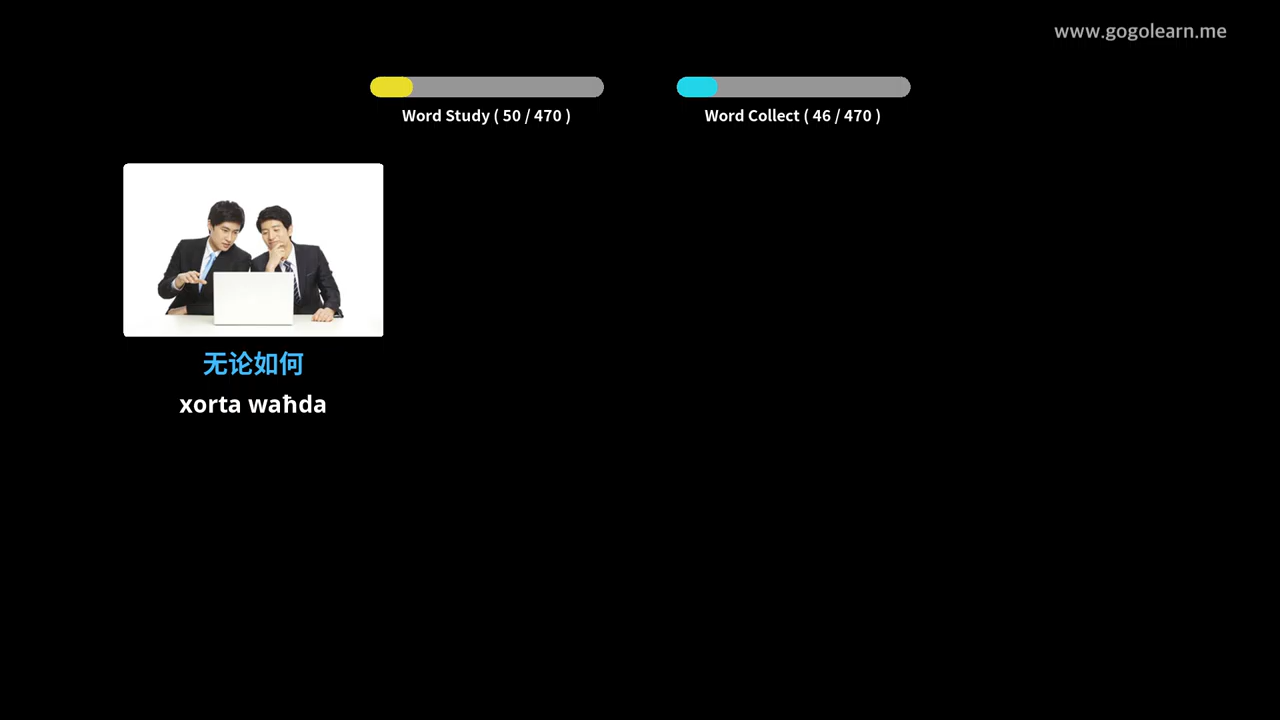 www.gogolearn.me
Word Study ( 50 / 470 )
Word Collect ( 46 / 470 )
无论如何
xorta waħda